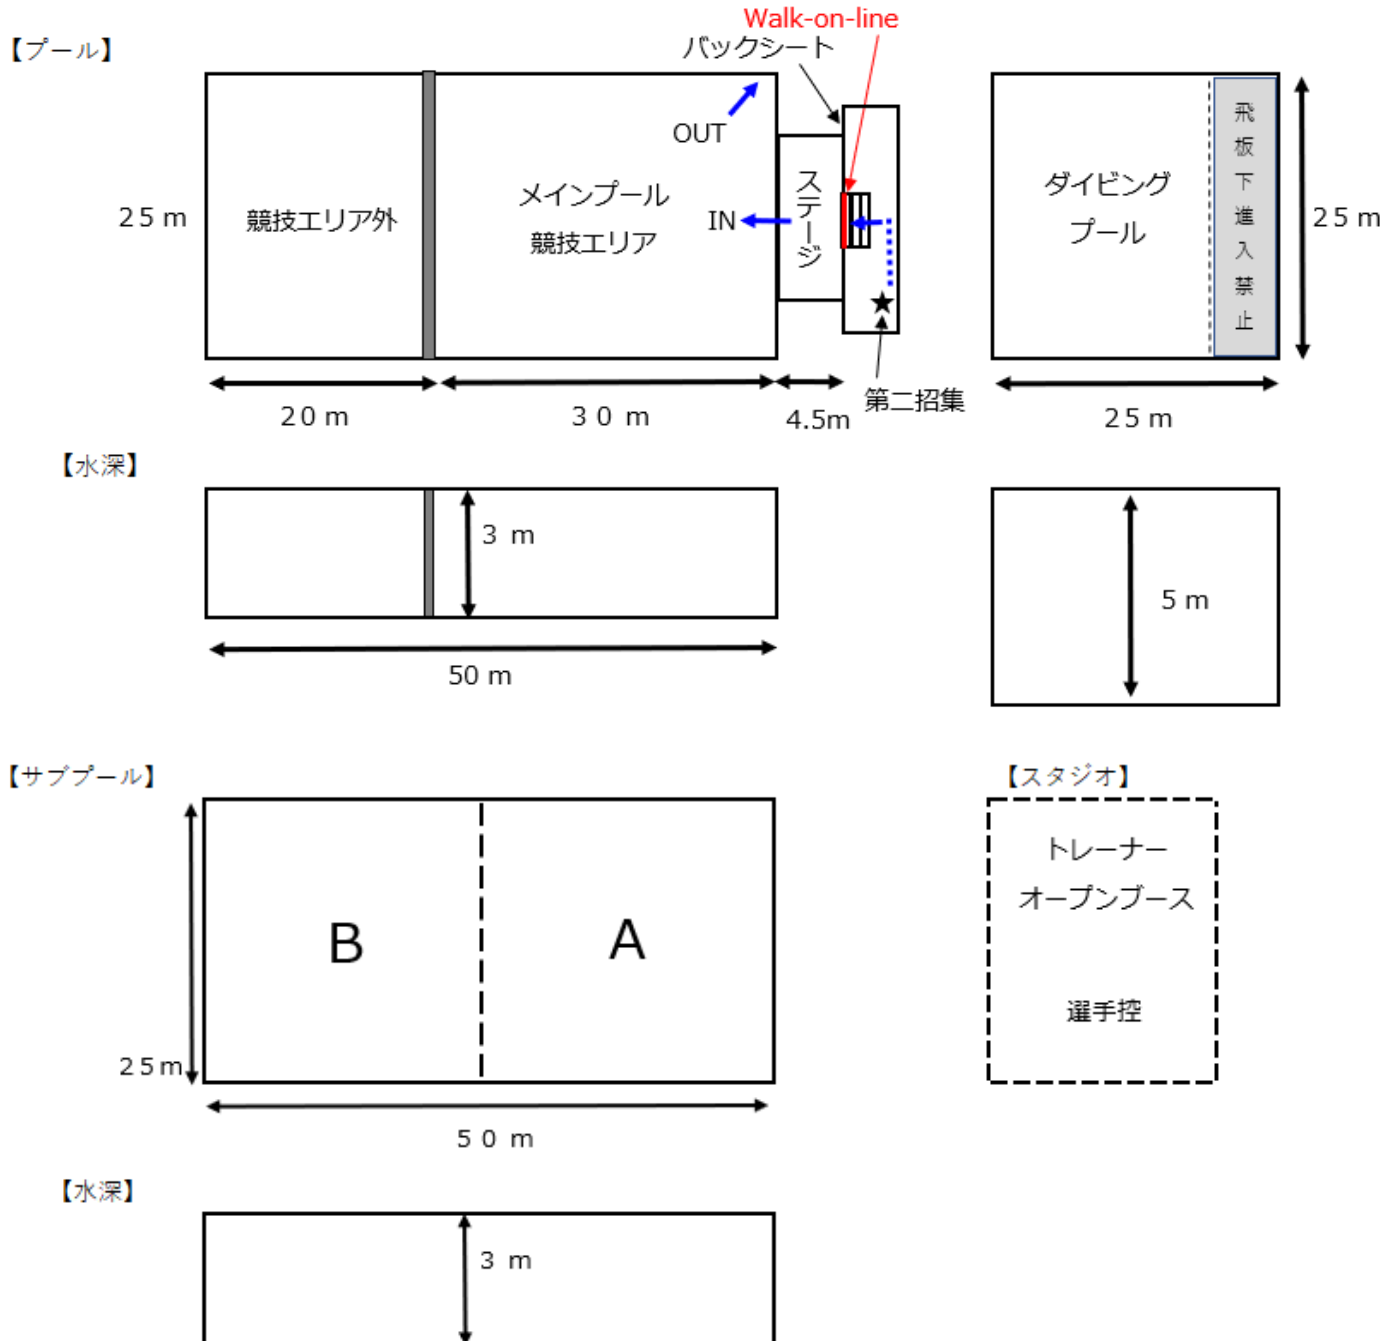 Walk-on-line
【プール】
バックシート
OUT
IN
25ｍ
競技エリア外
メインプール
競技エリア
ステージ
ダイビング
プール
飛板下進入禁止
25ｍ
20ｍ
３０ｍ
4.5m
第二招集
25ｍ
【水深】
３ｍ
50ｍ
5ｍ
【サブプール】
B
A
25ｍ
５０ｍ
【スタジオ】
トレーナー
オープンブース
選手控
【水深】
３ｍ